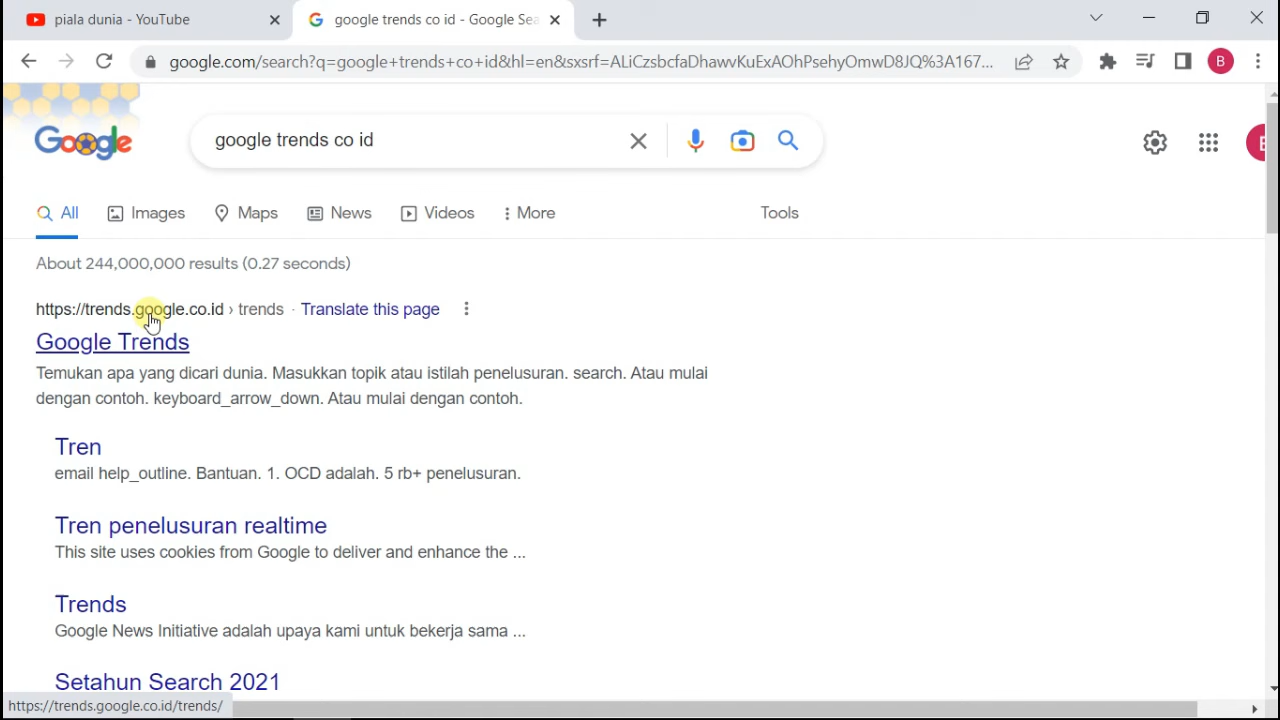 piala dunia - YouTube
google trends co id - Google Sea
google.com/search?q=google+trends+co+id&hl=en&sxsrf=ALiCzsbcfaDhawvKuExAOhPsehyOmwD8JQ%3A167...
B
Google
google trends co id
All
Images
Maps
News
Videos
More
Tools
About 244,000,000 results (0.27 seconds)
https://trends.google.co.id › trends · Translate this page
Google Trends
Temukan apa yang dicari dunia. Masukkan topik atau istilah penelusuran. search. Atau mulai
dengan contoh. keyboard_arrow_down. Atau mulai dengan contoh.
Tren
email help_outline. Bantuan. 1. OCD adalah. 5 rb+ penelusuran.
Tren penelusuran realtime
This site uses cookies from Google to deliver and enhance the ...
Trends
Google News Initiative adalah upaya kami untuk bekerja sama ...
Setahun Search 2021
https://trends.google.co.id/trends/